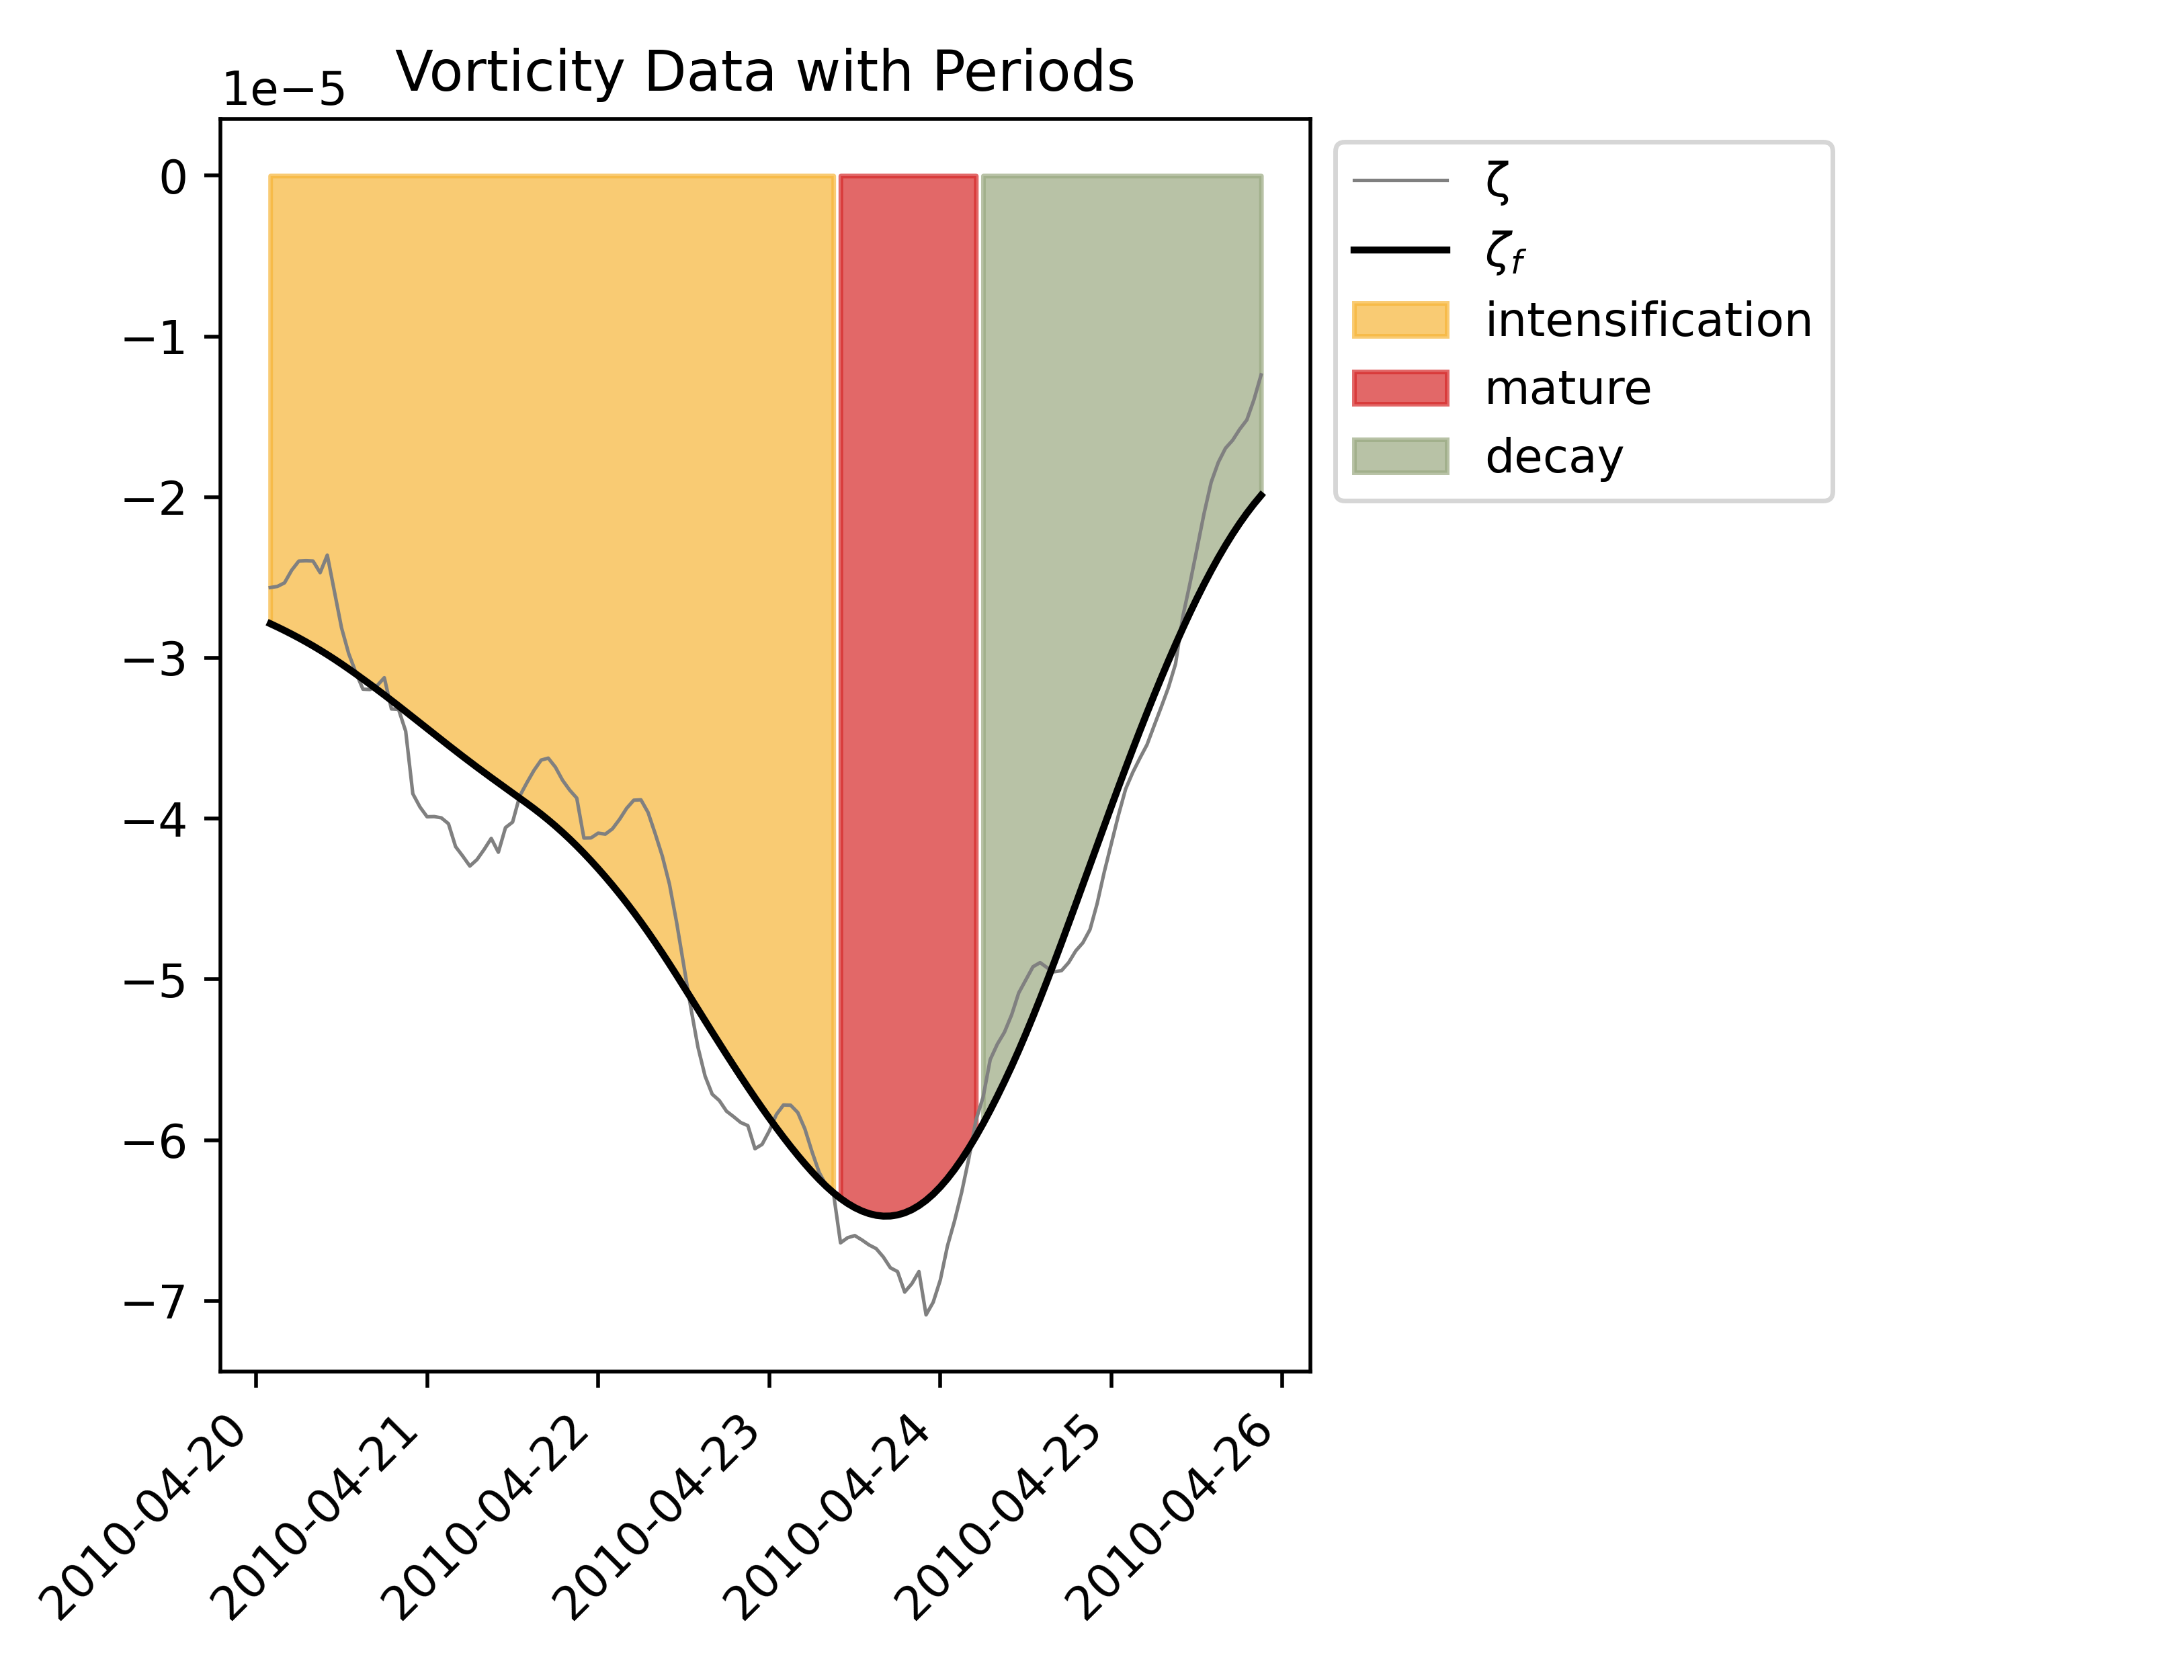 Vorticity Data with Periods
1e−5
0
−1
−2
−3
−4
−5
−6
−7
2010-04-20
2010-04-21
2010-04-22
2010-04-23
2010-04-24
2010-04-25
2010-04-26
ζ
ζf
intensification
mature
decay